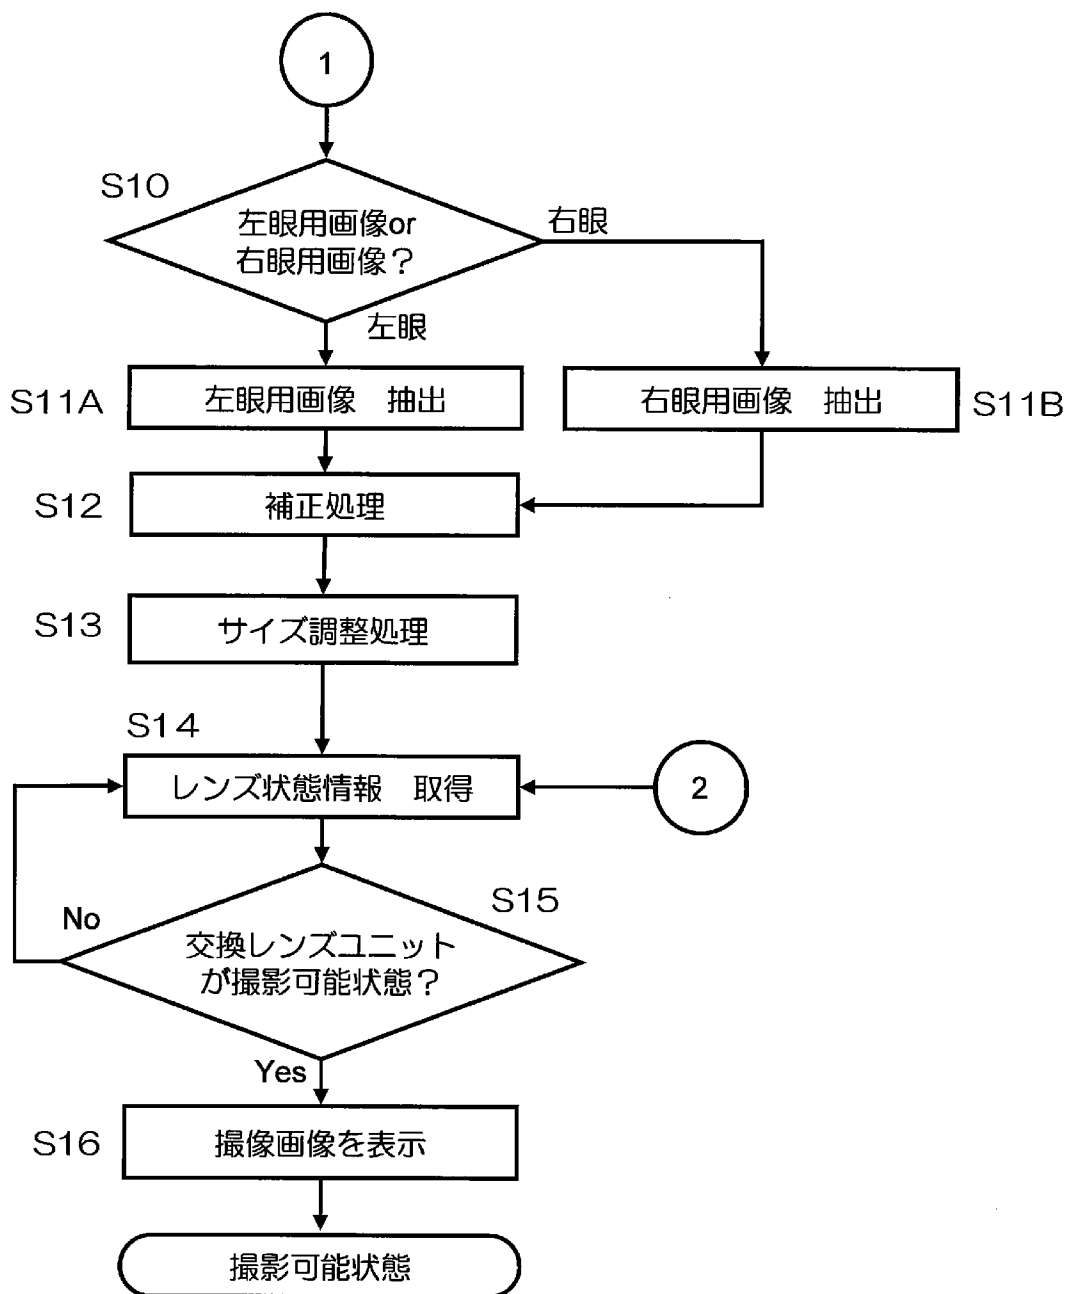 1
S10
左眼用画像or
右眼用画像？
右眼
左眼
S11A
左眼用画像　抽出
右眼用画像　抽出
S11B
S12
補正処理
S13
サイズ調整処理
S14
レンズ状態情報　取得
2
S15
No
交換レンズユニット
が撮影可能状態？
Yes
S16
撮像画像を表示
撮影可能状態